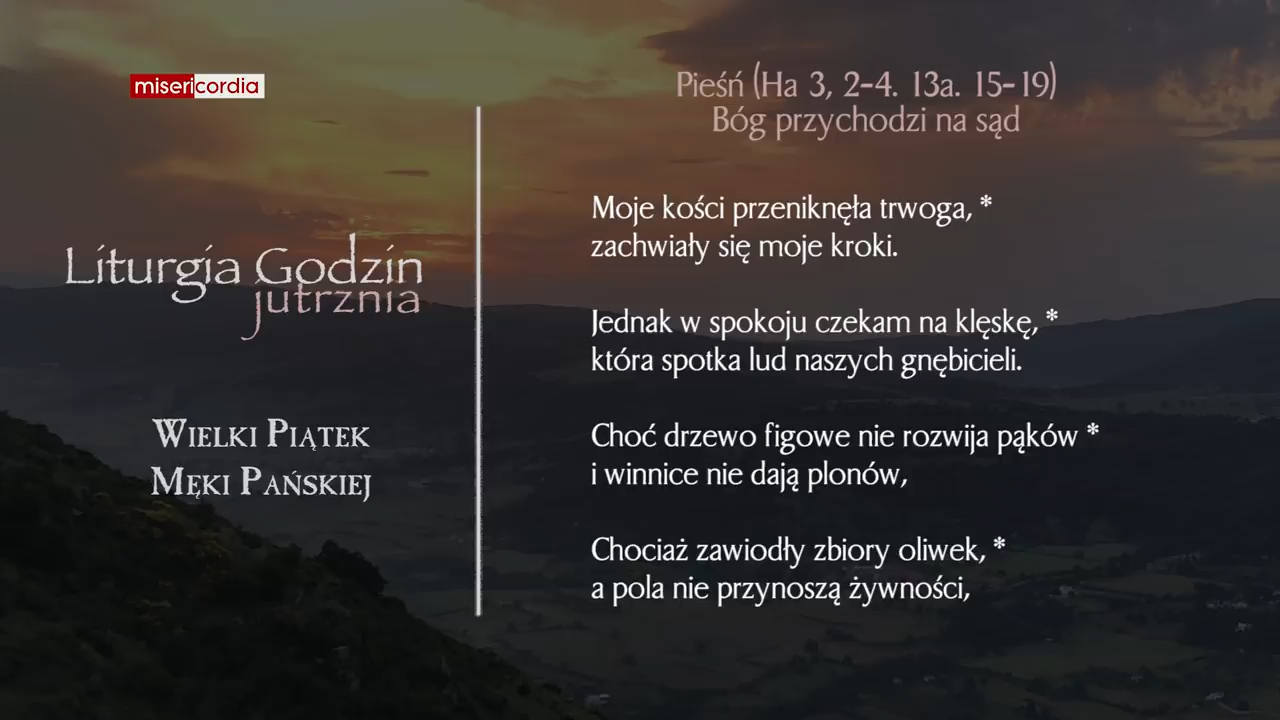 misericordia
Liturgia Godzin
jutrznia
Wielki Piątek
Męki Pańskiej
Pieśń (Ha 3, 2-4. 13a. 15-19)
Bóg przychodzi na sąd
Moje kości przeniknęła trwoga, *
zachwiały się moje kroki.
Jednak w spokoju czekam na klęskę, *
która spotka lud naszych gnębicieli.
Choć drzewo figowe nie rozwija pąków *
i winnice nie dają plonów,
Chociaż zawiodły zbiory oliwek, *
a pola nie przynoszą żywności,